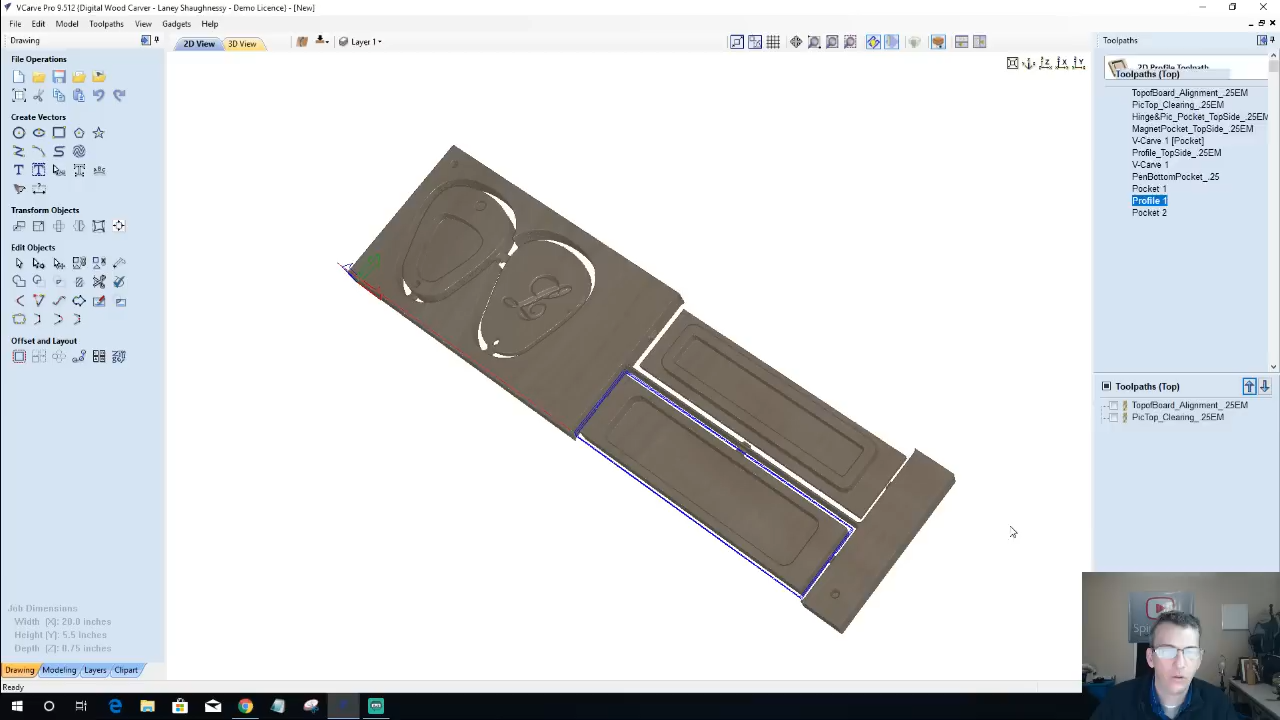 VCarve Pro 9.512 {Digital Wood Carver - Laney Shaughnessy - Demo Licence} - [New]
File Edit Model Toolpaths View Gadgets Help
Drawing
2D View 3D View
Layer 1
Toolpaths
File Operations
Create Vectors
Transform Objects
Edit Objects
Offset and Layout
Job Dimensions
Width (X): 20.0 inches
Height (Y): 5.5 inches
Depth (Z): 0.75 inches
Drawing Modeling Layers Clipart
Ready
2D Profile Toolpath
Toolpaths (Top)
TopofBoard_Alignment_.25EM
PicTop_Clearing_.25EM
Hinge&Pic_Pocket_TopSide_.25EM
MagnetPocket_TopSide_.25EM
V-Carve 1 [Pocket]
Profile_TopSide_.25EM
V-Carve 1
PenBottomPocket_.25
Pocket 1
Profile 1
Pocket 2
Toolpaths (Top)
TopofBoard_Alignment_.25EM
PicTop_Clearing_.25EM